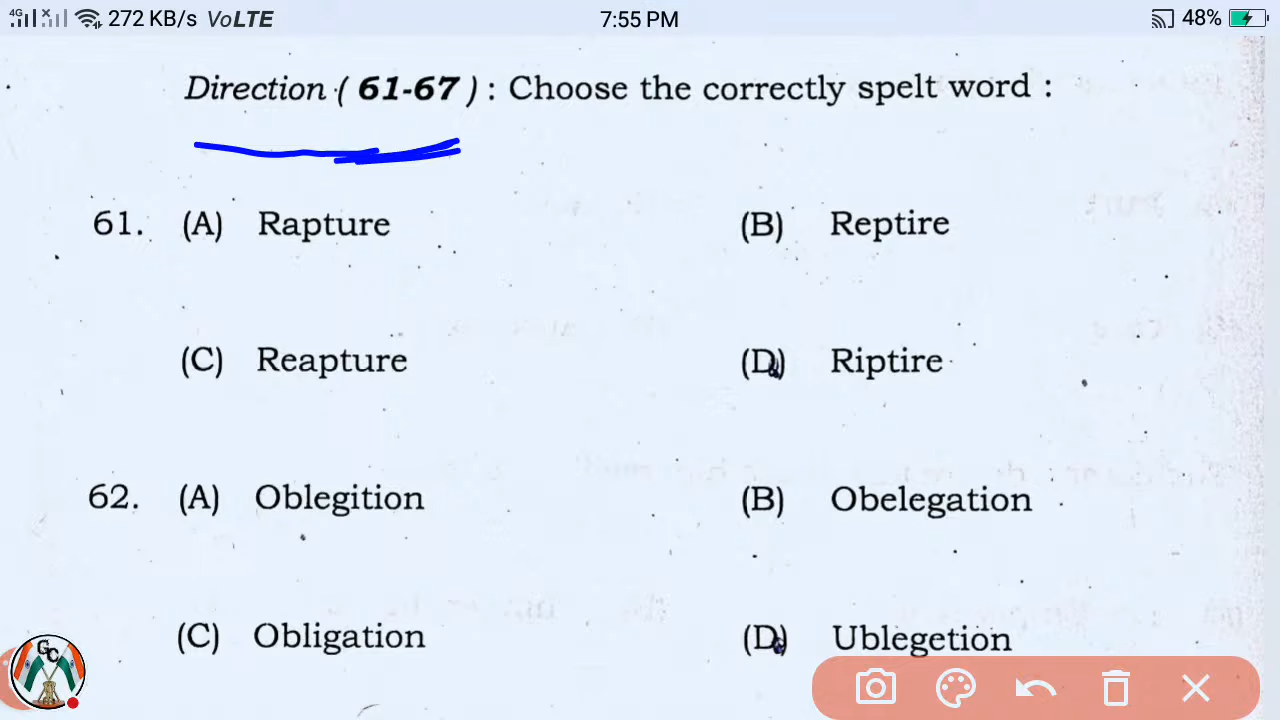 4G 272 KB/s VoLTE 7:55 PM 48%
Direction ( 61-67 ) : Choose the correctly spelt word :
61. (A) Rapture (B) Reptire
(C) Reapture (D) Riptire
62. (A) Oblegition (B) Obelegation
(C) Obligation (D) Ublegetion
GC